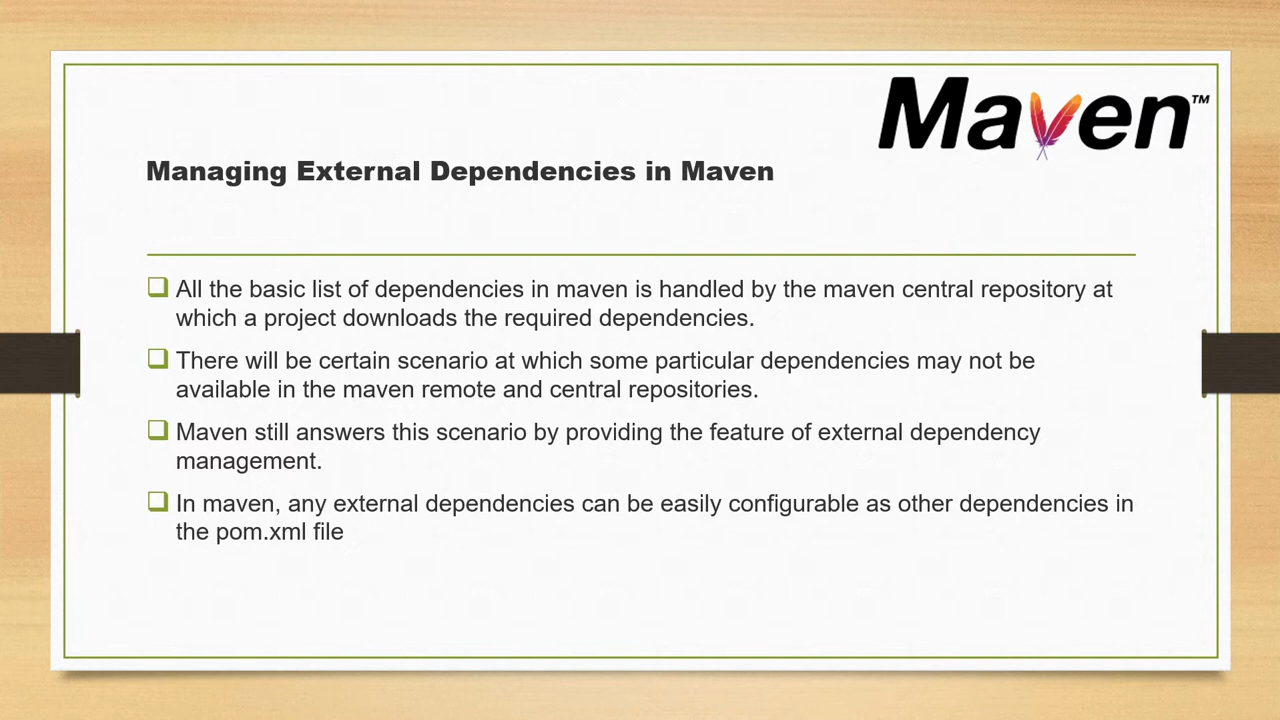 Maven™
Managing External Dependencies in Maven
All the basic list of dependencies in maven is handled by the maven central repository at
which a project downloads the required dependencies.
There will be certain scenario at which some particular dependencies may not be
available in the maven remote and central repositories.
Maven still answers this scenario by providing the feature of external dependency
management.
In maven, any external dependencies can be easily configurable as other dependencies in
the pom.xml file